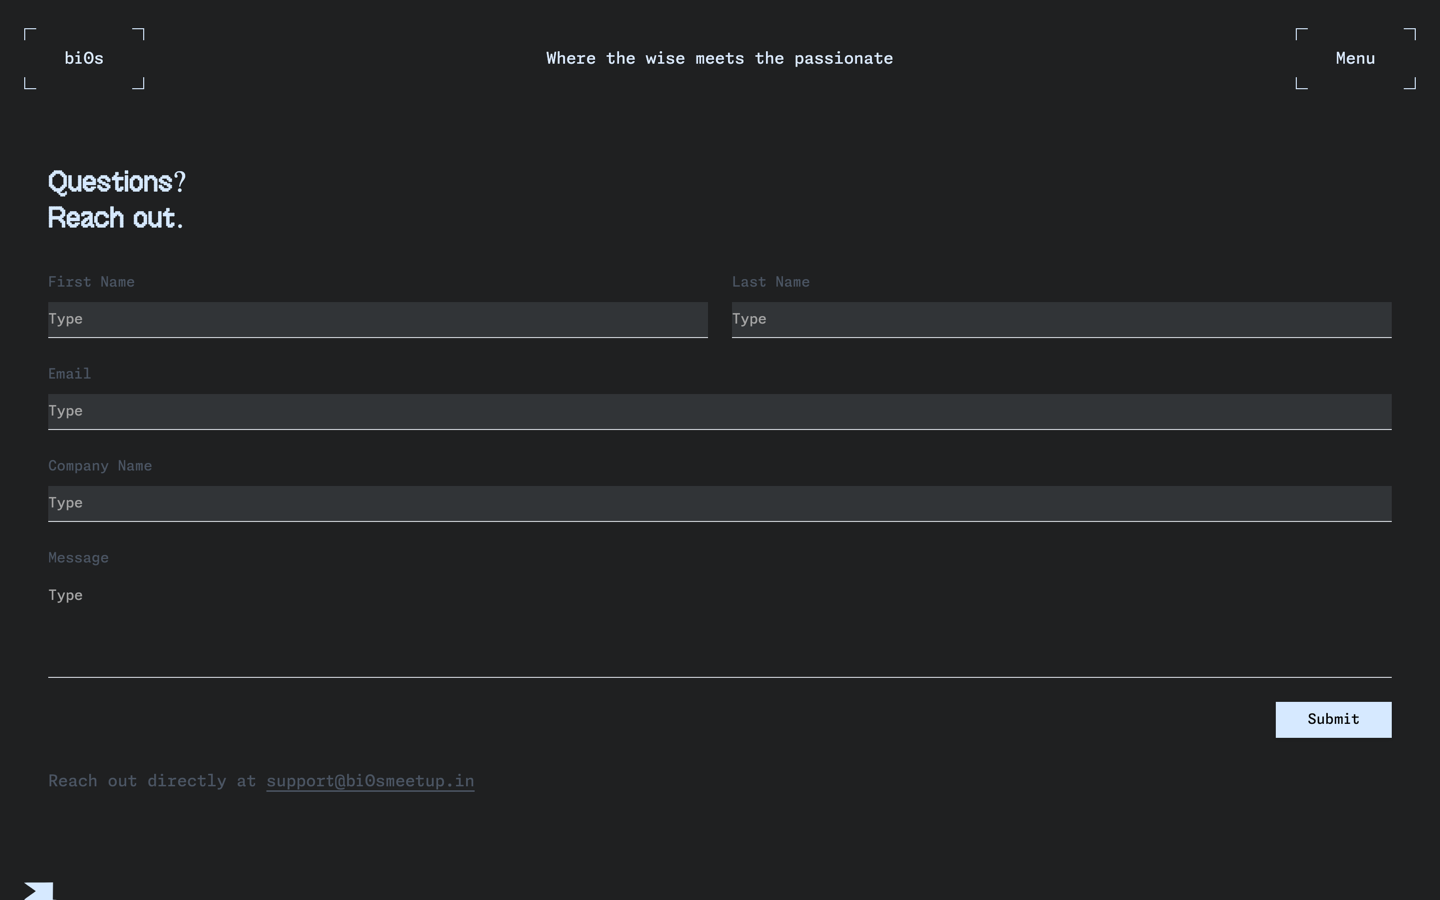 bi0s
Where the wise meets the passionate
Menu
Questions?
Reach out.
First Name
Last Name
Type
Type
Email
Type
Company Name
Type
Message
Type
Submit
Reach out directly at support@bi0smeetup.in